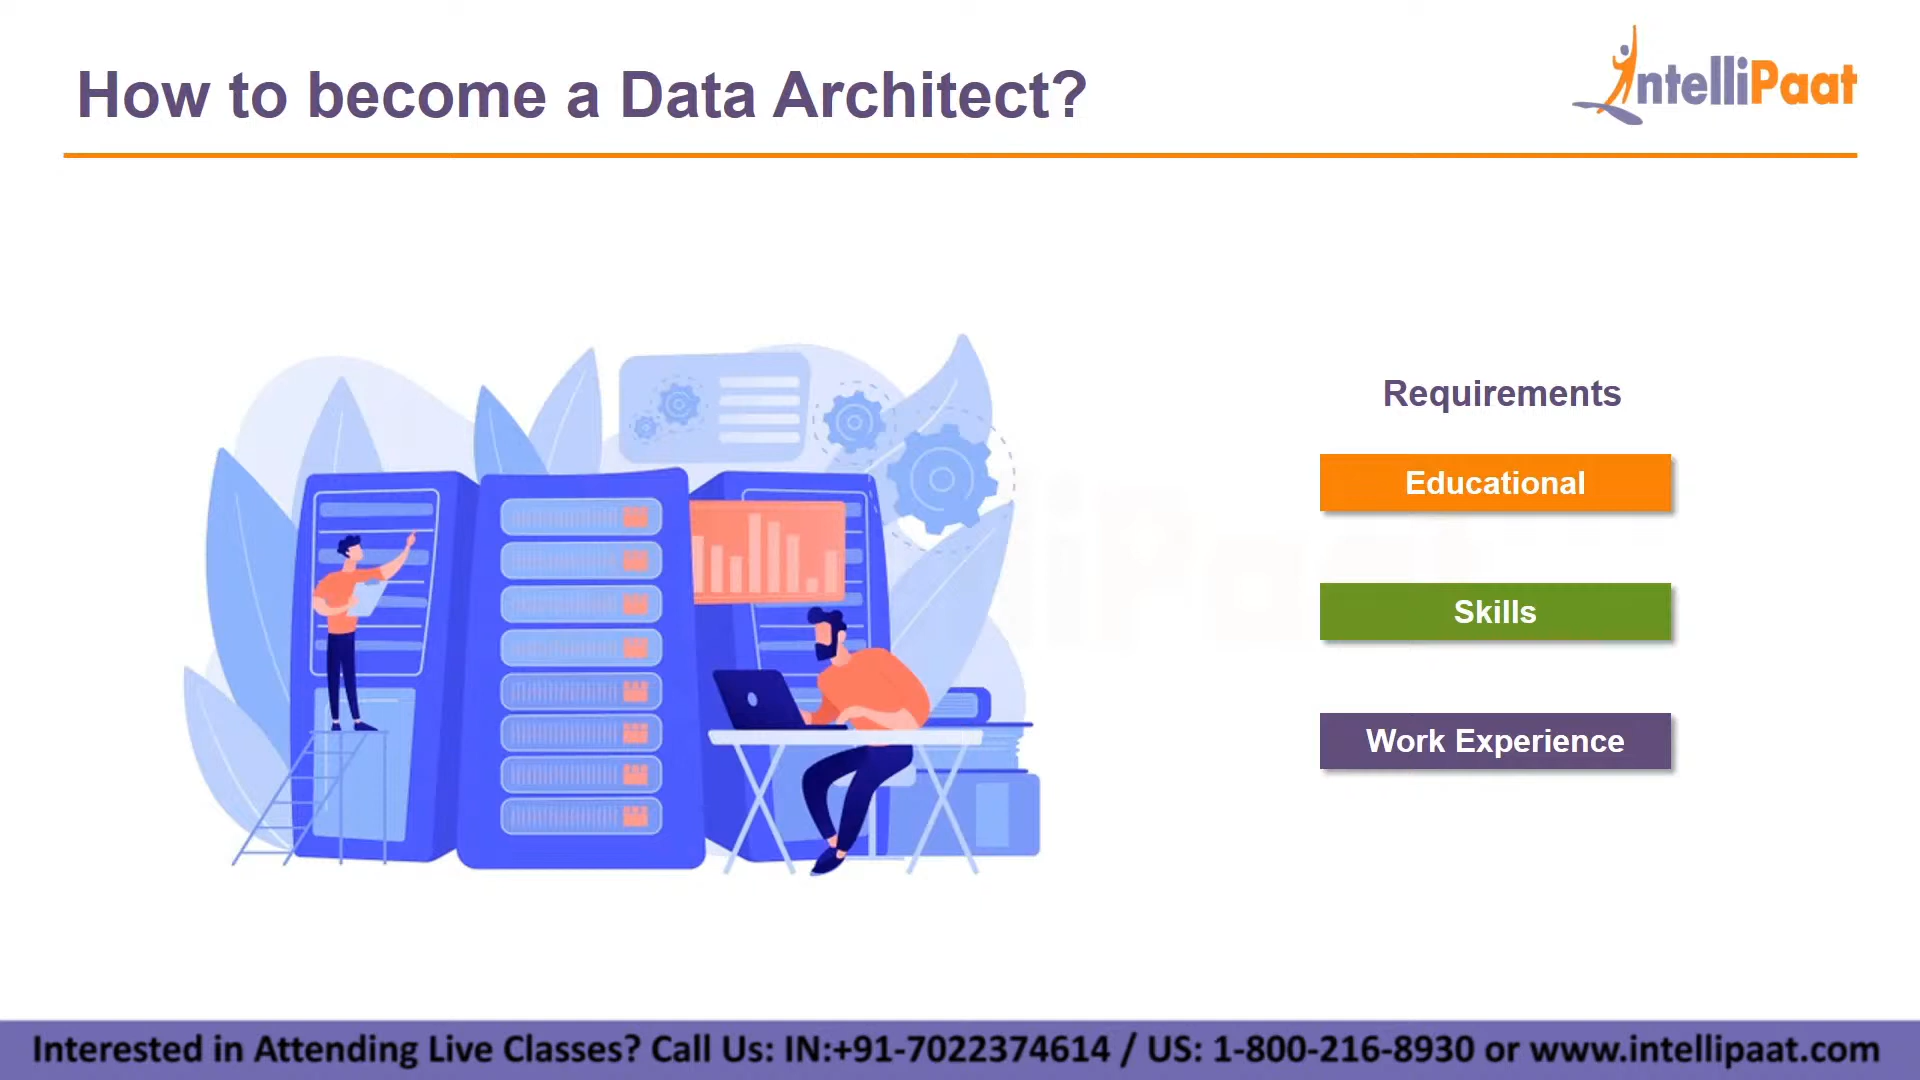 How to become a Data Architect?
IntelliPaat
Requirements
Educational
Skills
Work Experience
Interested in Attending Live Classes? Call Us: IN:+91-7022374614 / US: 1-800-216-8930 or www.intellipaat.com